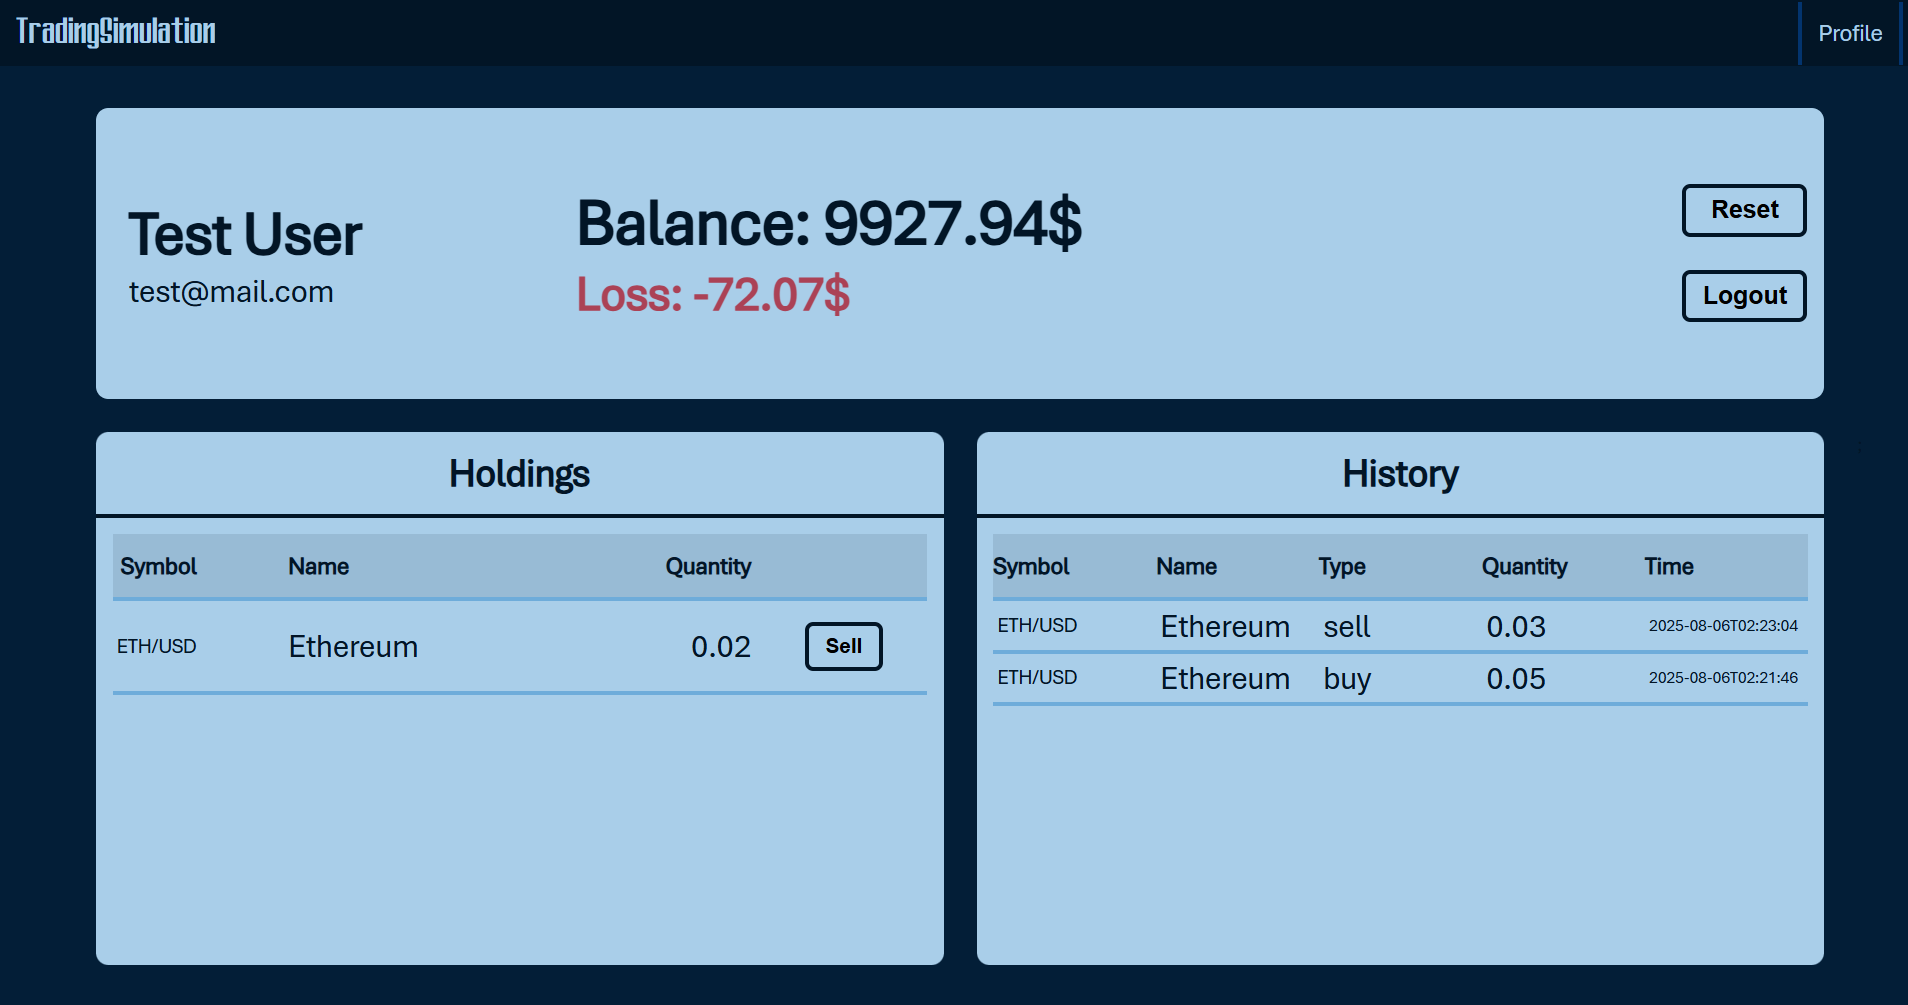 TradingSimulation
Profile
Test User
test@mail.com
Balance: 9927.94$
Loss: -72.07$
Reset
Logout
Holdings
Symbol Name Quantity
ETH/USD Ethereum 0.02 Sell
History
Symbol Name Type Quantity Time
ETH/USD Ethereum sell 0.03 2025-08-06T02:23:04
ETH/USD Ethereum buy 0.05 2025-08-06T02:21:46